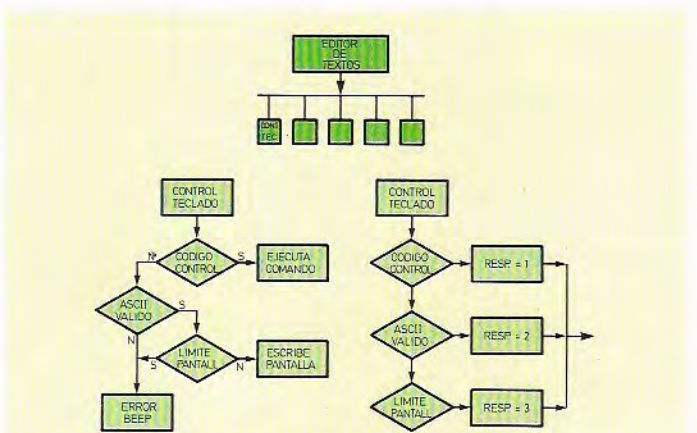 EDITOR
DE
TEXTOS
CONT
TEC
CONTROL
TECLADO
CODIGO
CONTROL
N
S
EJECUTA
COMANDO
ASCII
VALIDO
S
N
LIMITE
PANTALL
S
N
ESCRIBE
PANTALLA
ERROR
BEEP
CONTROL
TECLADO
CODIGO
CONTROL
RESP = 1
ASCII
VALIDO
RESP = 2
LIMITE
PANTALL
RESP = 3